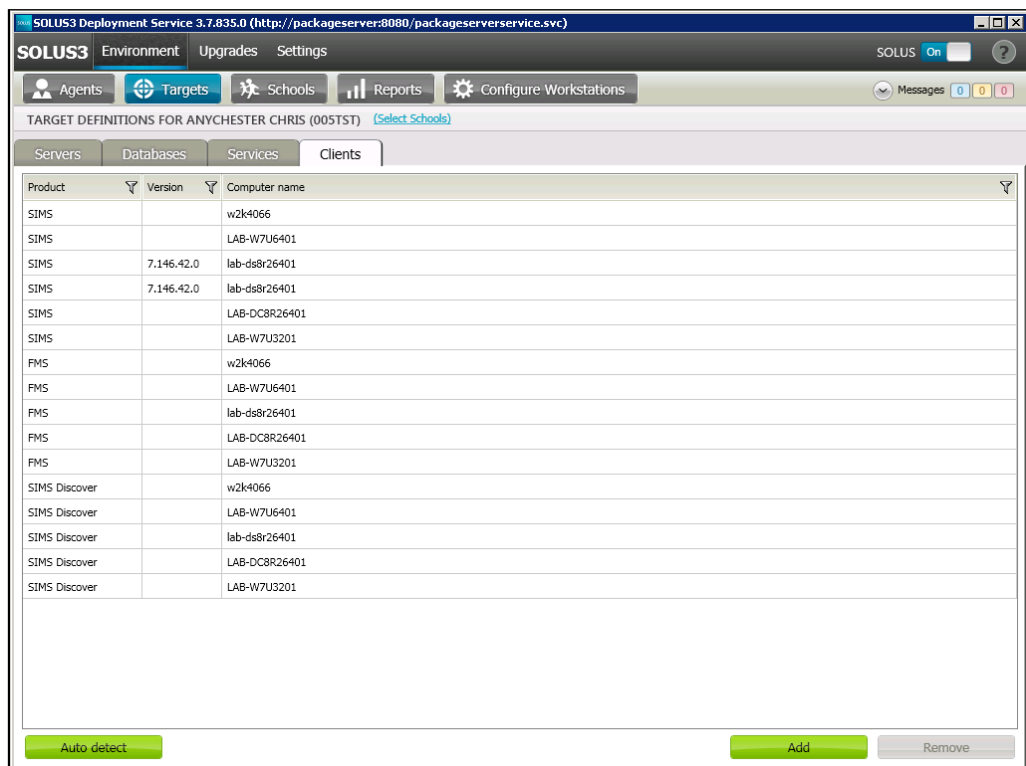 SOLUS3 Deployment Service 3.7.835.0 (http://packageserver:8080/packageserverservice.svc)
SOLUS3 Environment Upgrades Settings SOLUS On ?
Agents Targets Schools Reports Configure Workstations Messages 0 0 0
TARGET DEFINITIONS FOR ANYCHESTER CHRIS (005TST) (Select Schools)
Servers Databases Services Clients
Product Version Computer name
SIMS w2k4066
SIMS LAB-W7U6401
SIMS 7.146.42.0 lab-ds8r26401
SIMS 7.146.42.0 lab-ds8r26401
SIMS LAB-DC8R26401
SIMS LAB-W7U3201
FMS w2k4066
FMS LAB-W7U6401
FMS lab-ds8r26401
FMS LAB-DC8R26401
FMS LAB-W7U3201
SIMS Discover w2k4066
SIMS Discover LAB-W7U6401
SIMS Discover lab-ds8r26401
SIMS Discover LAB-DC8R26401
SIMS Discover LAB-W7U3201
Auto detect Add Remove